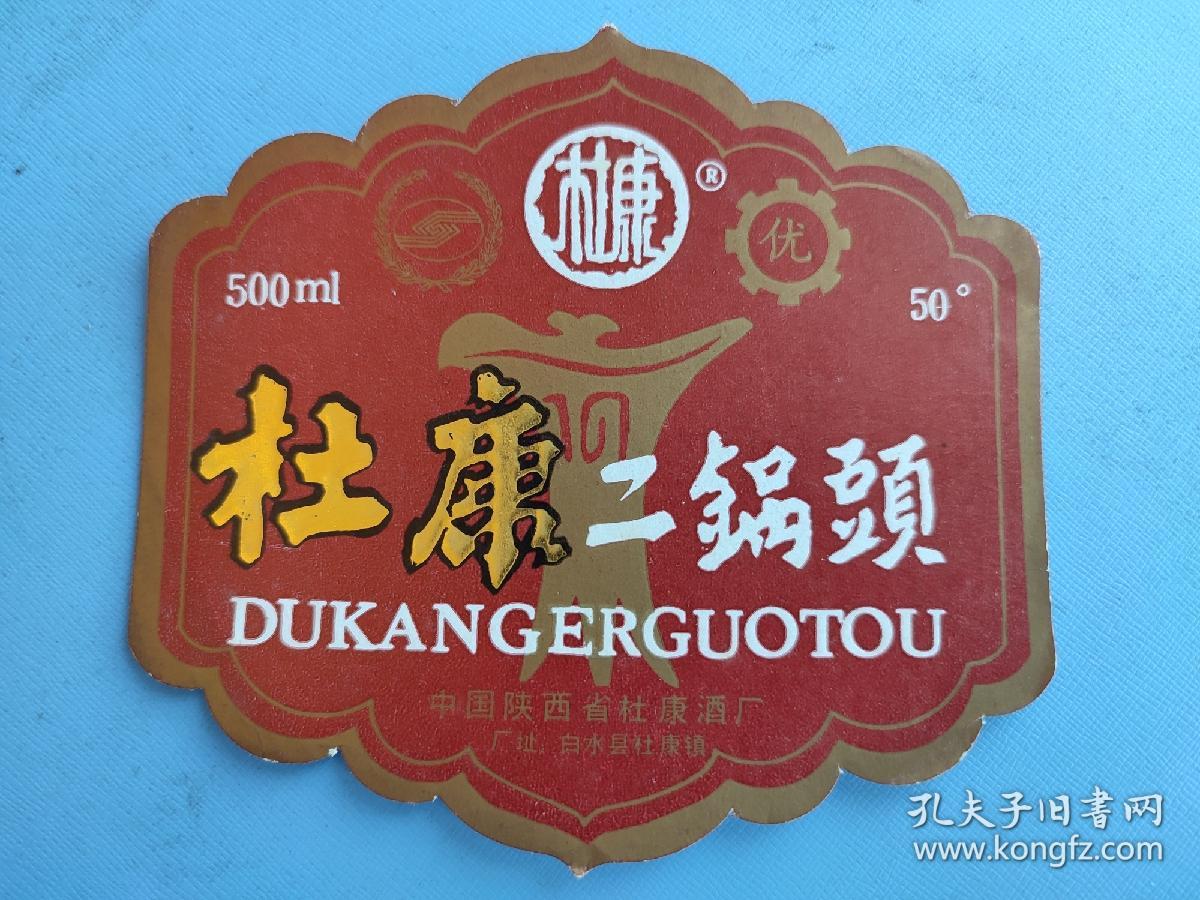 杜康
®
优
500ml
50°
杜康二鍋頭
DUKANGERGUOTOU
中国陕西省杜康酒厂
厂址:白水县杜康镇
孔夫子旧書网
www.kongfz.com